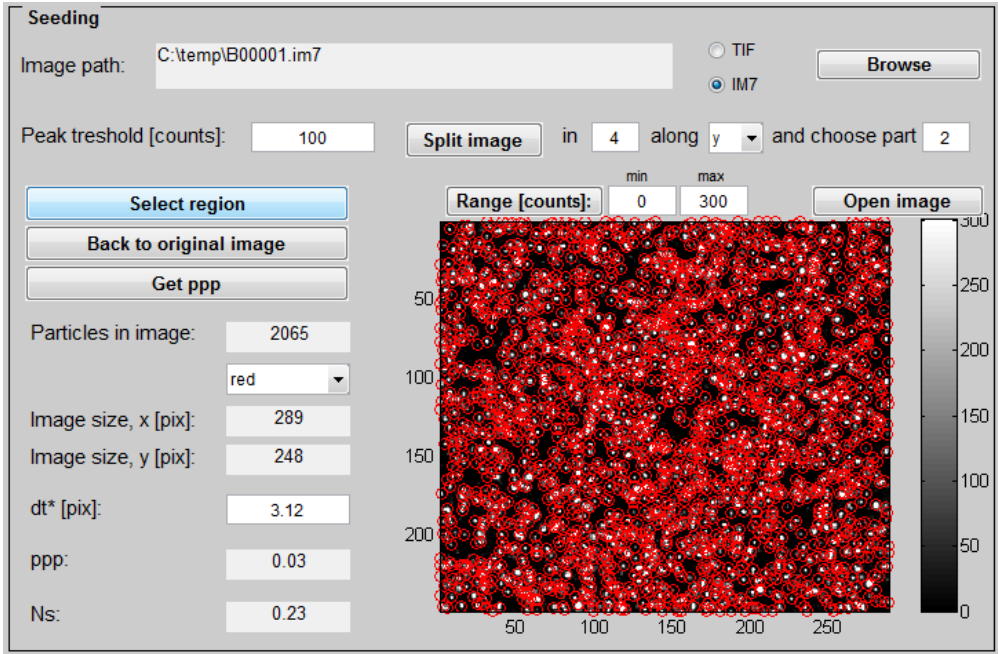 Seeding
Image path: C:\temp\B00001.im7 TIF Browse
IM7
Peak treshold [counts]: 100 Split image in 4 along y and choose part 2
min max
Select region Range [counts]: 0 300 Open image
Back to original image
Get ppp
Particles in image: 2065
red
Image size, x [pix]: 289
Image size, y [pix]: 248
dt* [pix]: 3.12
ppp: 0.03
Ns: 0.23
50
100
150
200
50 100 150 200 250
300
250
200
150
100
50
0